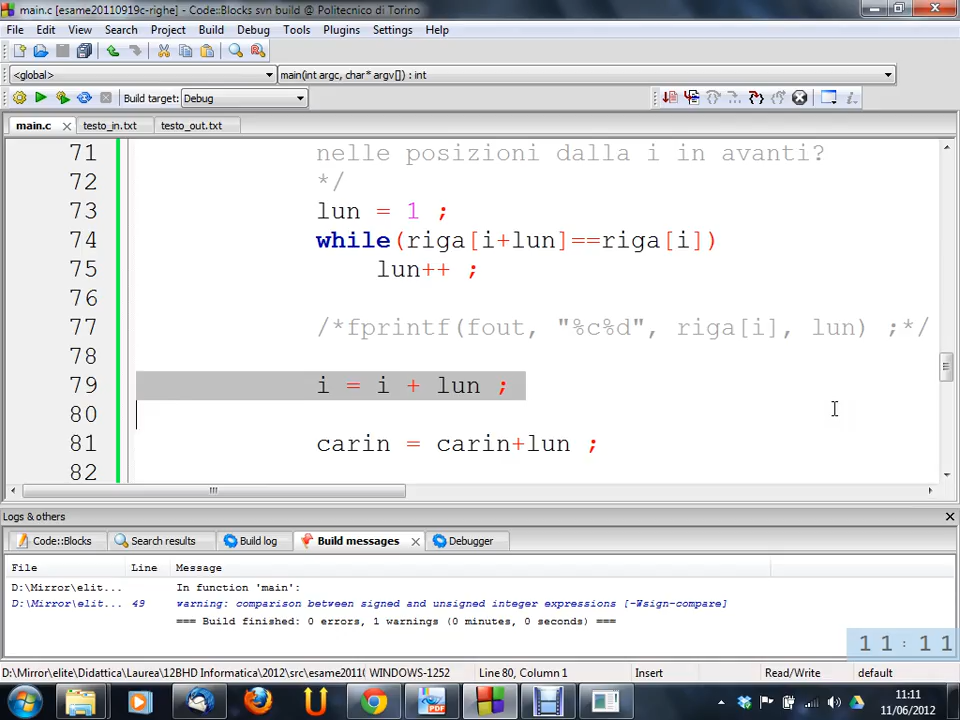 main.c [esame20110919c-righe] - Code::Blocks svn build @ Politecnico di Torino
File Edit View Search Project Build Debug Tools Plugins Settings Help
<global> main(int argc, char* argv[]) : int
Build target: Debug
main.c testo_in.txt testo_out.txt
71 nelle posizioni dalla i in avanti?
72 */
73 lun = 1 ;
74 while(riga[i+lun]==riga[i])
75 lun++ ;
76
77 /*fprintf(fout, "%c%d", riga[i], lun) ;*/
78
79 i = i + lun ;
80
81 carin = carin+lun ;
82
Logs & others
Code::Blocks Search results Build log Build messages Debugger
File Line Message
D:\Mirror\elit... In function 'main':
D:\Mirror\elit... 49 warning: comparison between signed and unsigned integer expressions [-Wsign-compare]
=== Build finished: 0 errors, 1 warnings (0 minutes, 0 seconds) ===
11:11
D:\Mirror\elite\Didattica\Laurea\12BHD Informatica\2012\src\esame2011( WINDOWS-1252 Line 80, Column 1 Insert Read/Write default
11:11
11/06/2012